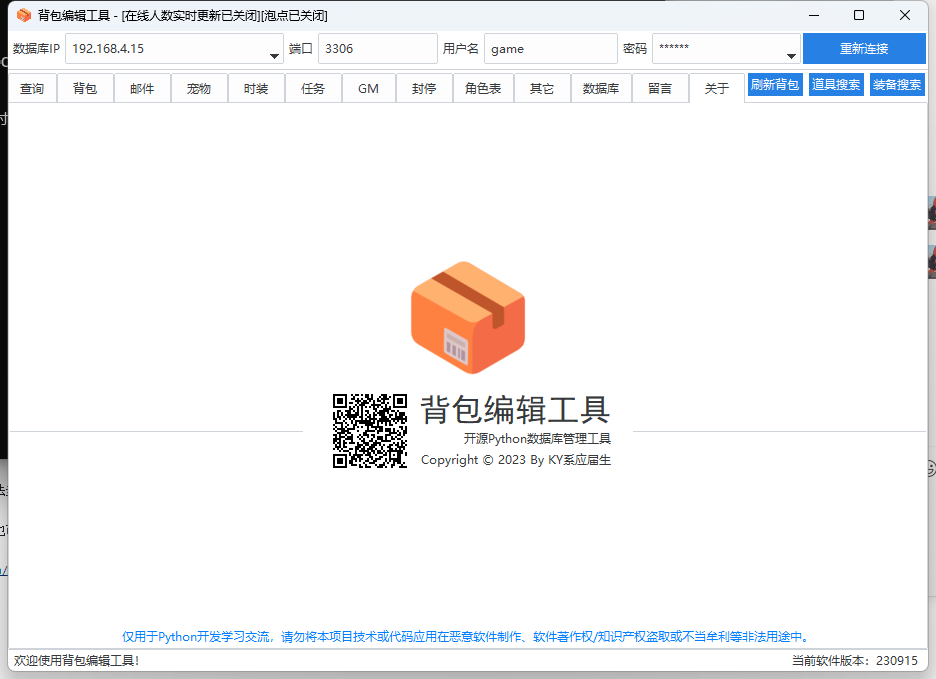 背包编辑工具 - [在线人数实时更新已关闭][泡点已关闭]
数据库IP 192.168.4.15 端口 3306 用户名 game 密码 ****** 重新连接
查询 背包 邮件 宠物 时装 任务 GM 封停 角色表 其它 数据库 留言 关于 刷新背包 道具搜索 装备搜索
背包编辑工具
开源Python数据库管理工具
Copyright © 2023 By KY系应届生
仅用于Python开发学习交流，请勿将本项目技术或代码应用在恶意软件制作、软件著作权/知识产权盗取或不当牟利等非法用途中。
欢迎使用背包编辑工具! 当前软件版本：230915